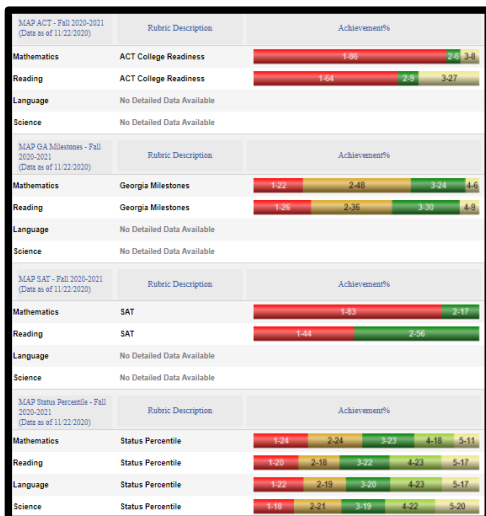 MAP ACT - Fall 2020-2021
(Data as of 11/22/2020)
Rubric Description
Achievement%
Mathematics ACT College Readiness 1-86 2-6 3-8
Reading ACT College Readiness 1-64 2-9 3-27
Language No Detailed Data Available
Science No Detailed Data Available
MAP GA Milestones - Fall
2020-2021
(Data as of 11/22/2020)
Rubric Description
Achievement%
Mathematics Georgia Milestones 1-22 2-48 3-24 4-6
Reading Georgia Milestones 1-26 2-36 3-30 4-9
Language No Detailed Data Available
Science No Detailed Data Available
MAP SAT - Fall 2020-2021
(Data as of 11/22/2020)
Rubric Description
Achievement%
Mathematics SAT 1-83 2-17
Reading SAT 1-44 2-56
Language No Detailed Data Available
Science No Detailed Data Available
MAP Status Percentile - Fall
2020-2021
(Data as of 11/22/2020)
Rubric Description
Achievement%
Mathematics Status Percentile 1-24 2-24 3-23 4-18 5-11
Reading Status Percentile 1-20 2-18 3-22 4-23 5-17
Language Status Percentile 1-22 2-19 3-20 4-23 5-17
Science Status Percentile 1-18 2-21 3-19 4-22 5-20